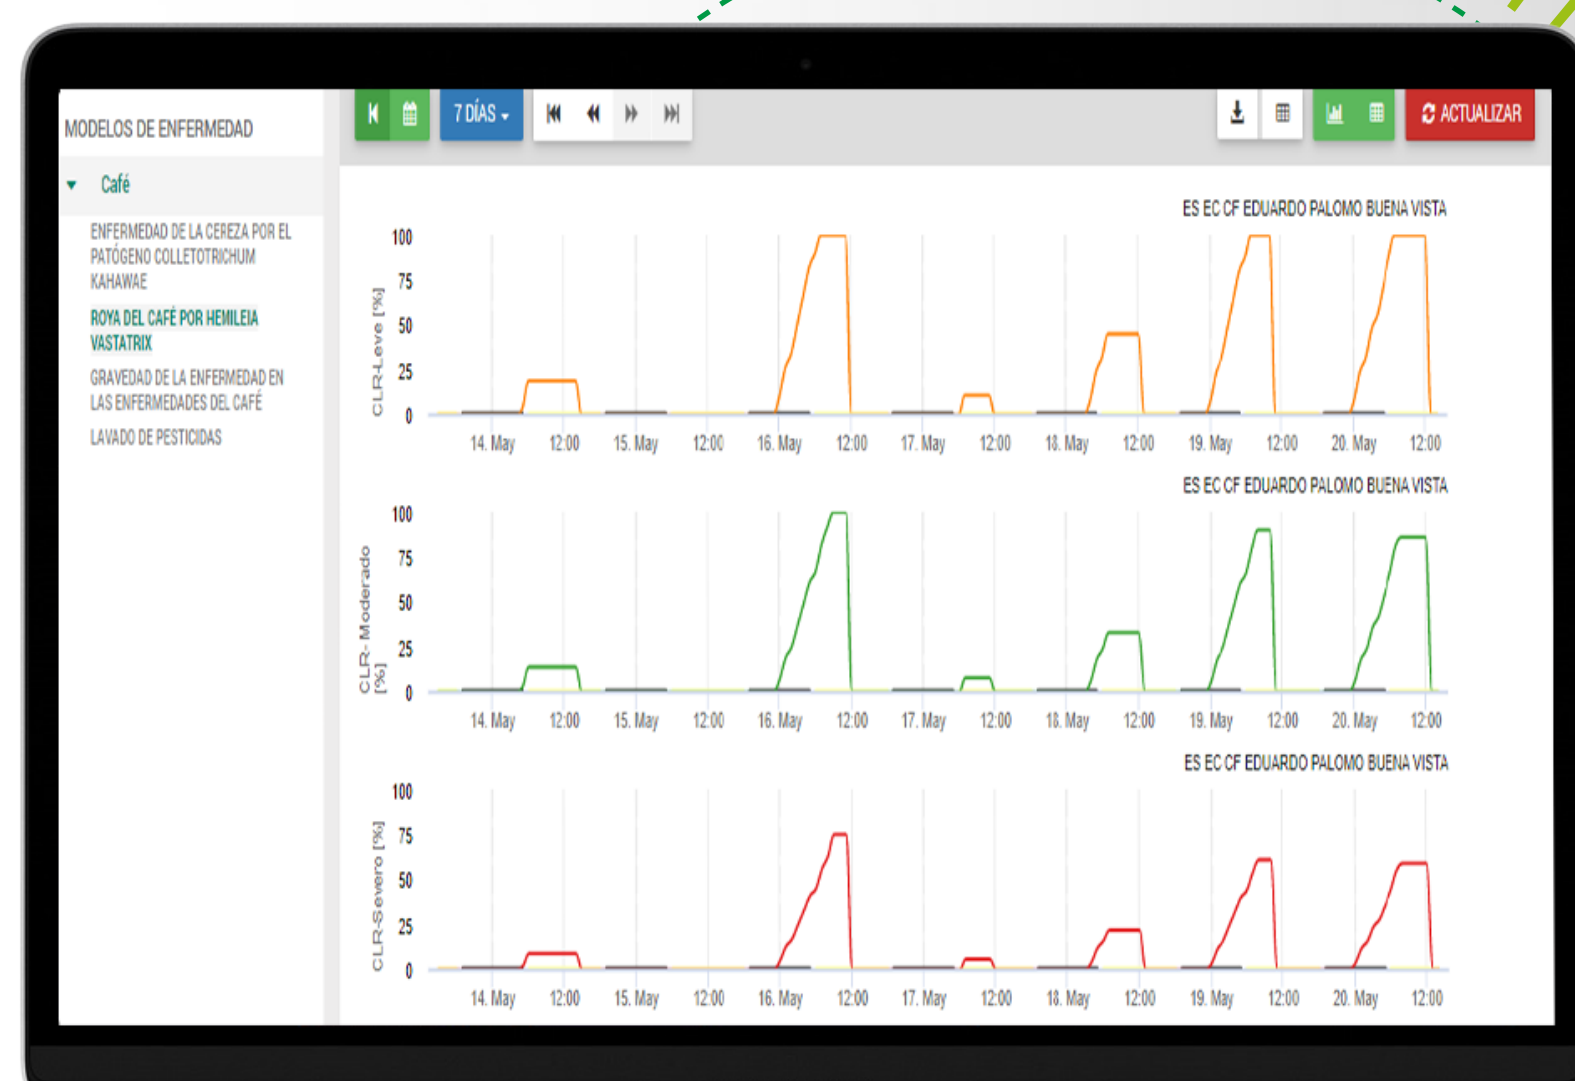 MODELOS DE ENFERMEDAD
Café
ENFERMEDAD DE LA CEREZA POR EL
PATÓGENO COLLETOTRICHUM
KAHAWAE
ROYA DEL CAFÉ POR HEMILEIA
VASTATRIX
GRAVEDAD DE LA ENFERMEDAD EN
LAS ENFERMEDADES DEL CAFÉ
LAVADO DE PESTICIDAS
7 DÍAS
ACTUALIZAR
ES EC CF EDUARDO PALOMO BUENA VISTA
CLR-Leve [%]
100
75
50
25
0
14. May 12:00 15. May 12:00 16. May 12:00 17. May 12:00 18. May 12:00 19. May 12:00 20. May 12:00
ES EC CF EDUARDO PALOMO BUENA VISTA
CLR- Moderado
[%]
100
75
50
25
0
14. May 12:00 15. May 12:00 16. May 12:00 17. May 12:00 18. May 12:00 19. May 12:00 20. May 12:00
ES EC CF EDUARDO PALOMO BUENA VISTA
CLR-Severo [%]
100
75
50
25
0
14. May 12:00 15. May 12:00 16. May 12:00 17. May 12:00 18. May 12:00 19. May 12:00 20. May 12:00